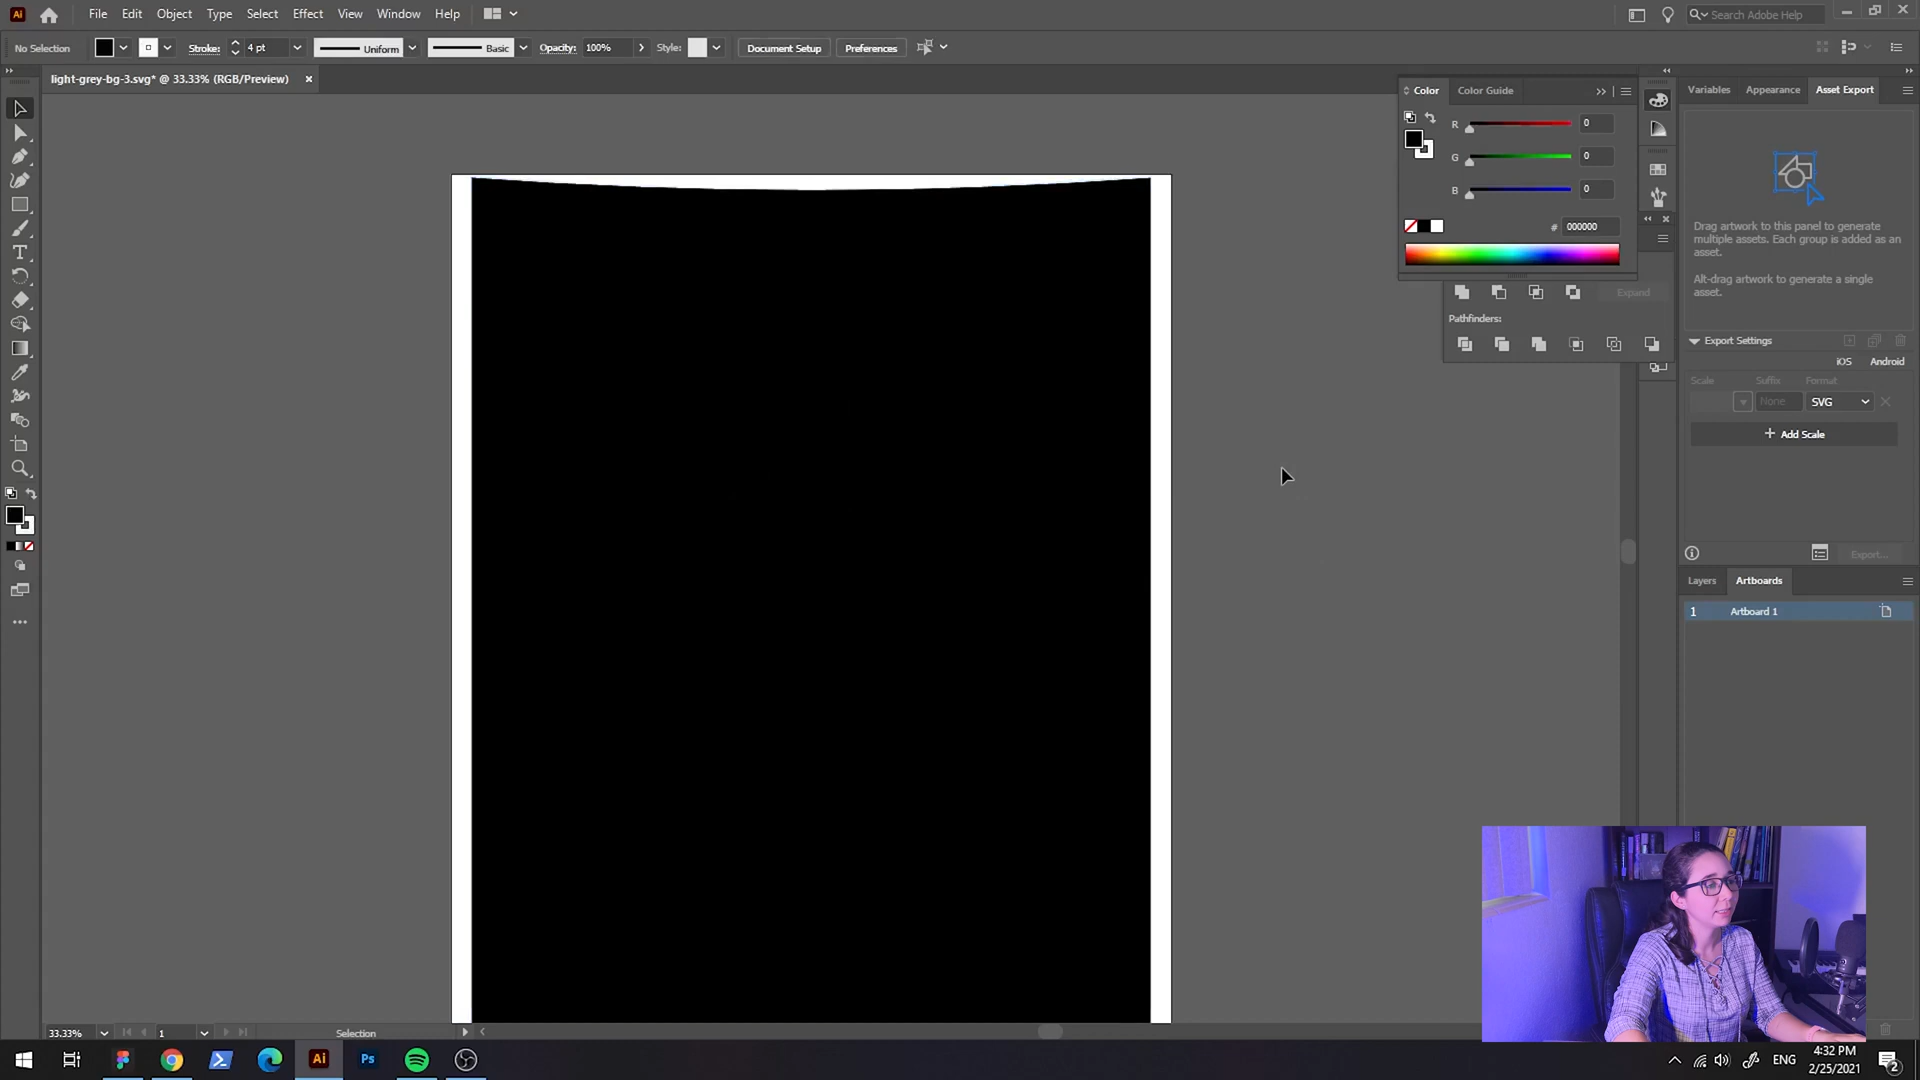 Ai File Edit Object Type Select Effect View Window Help Search Adobe Help
No Selection Stroke: 4 pt Uniform Basic Opacity: 100% Style: Document Setup Preferences
light-grey-bg-3.svg* @ 33.33% (RGB/Preview)
Color Color Guide
R 0
G 0
B 0
# 000000
Expand
Pathfinders:
Variables Appearance Asset Export
Drag artwork to this panel to generate
multiple assets. Each group is added as an
asset.
Alt-drag artwork to generate a single
asset.
Export Settings
iOS Android
Scale Suffix Format
None SVG
+ Add Scale
Export...
Layers Artboards
1 Artboard 1
33.33% 1 Selection
Ai Ps
ENG
4:32 PM
2/25/2021
2